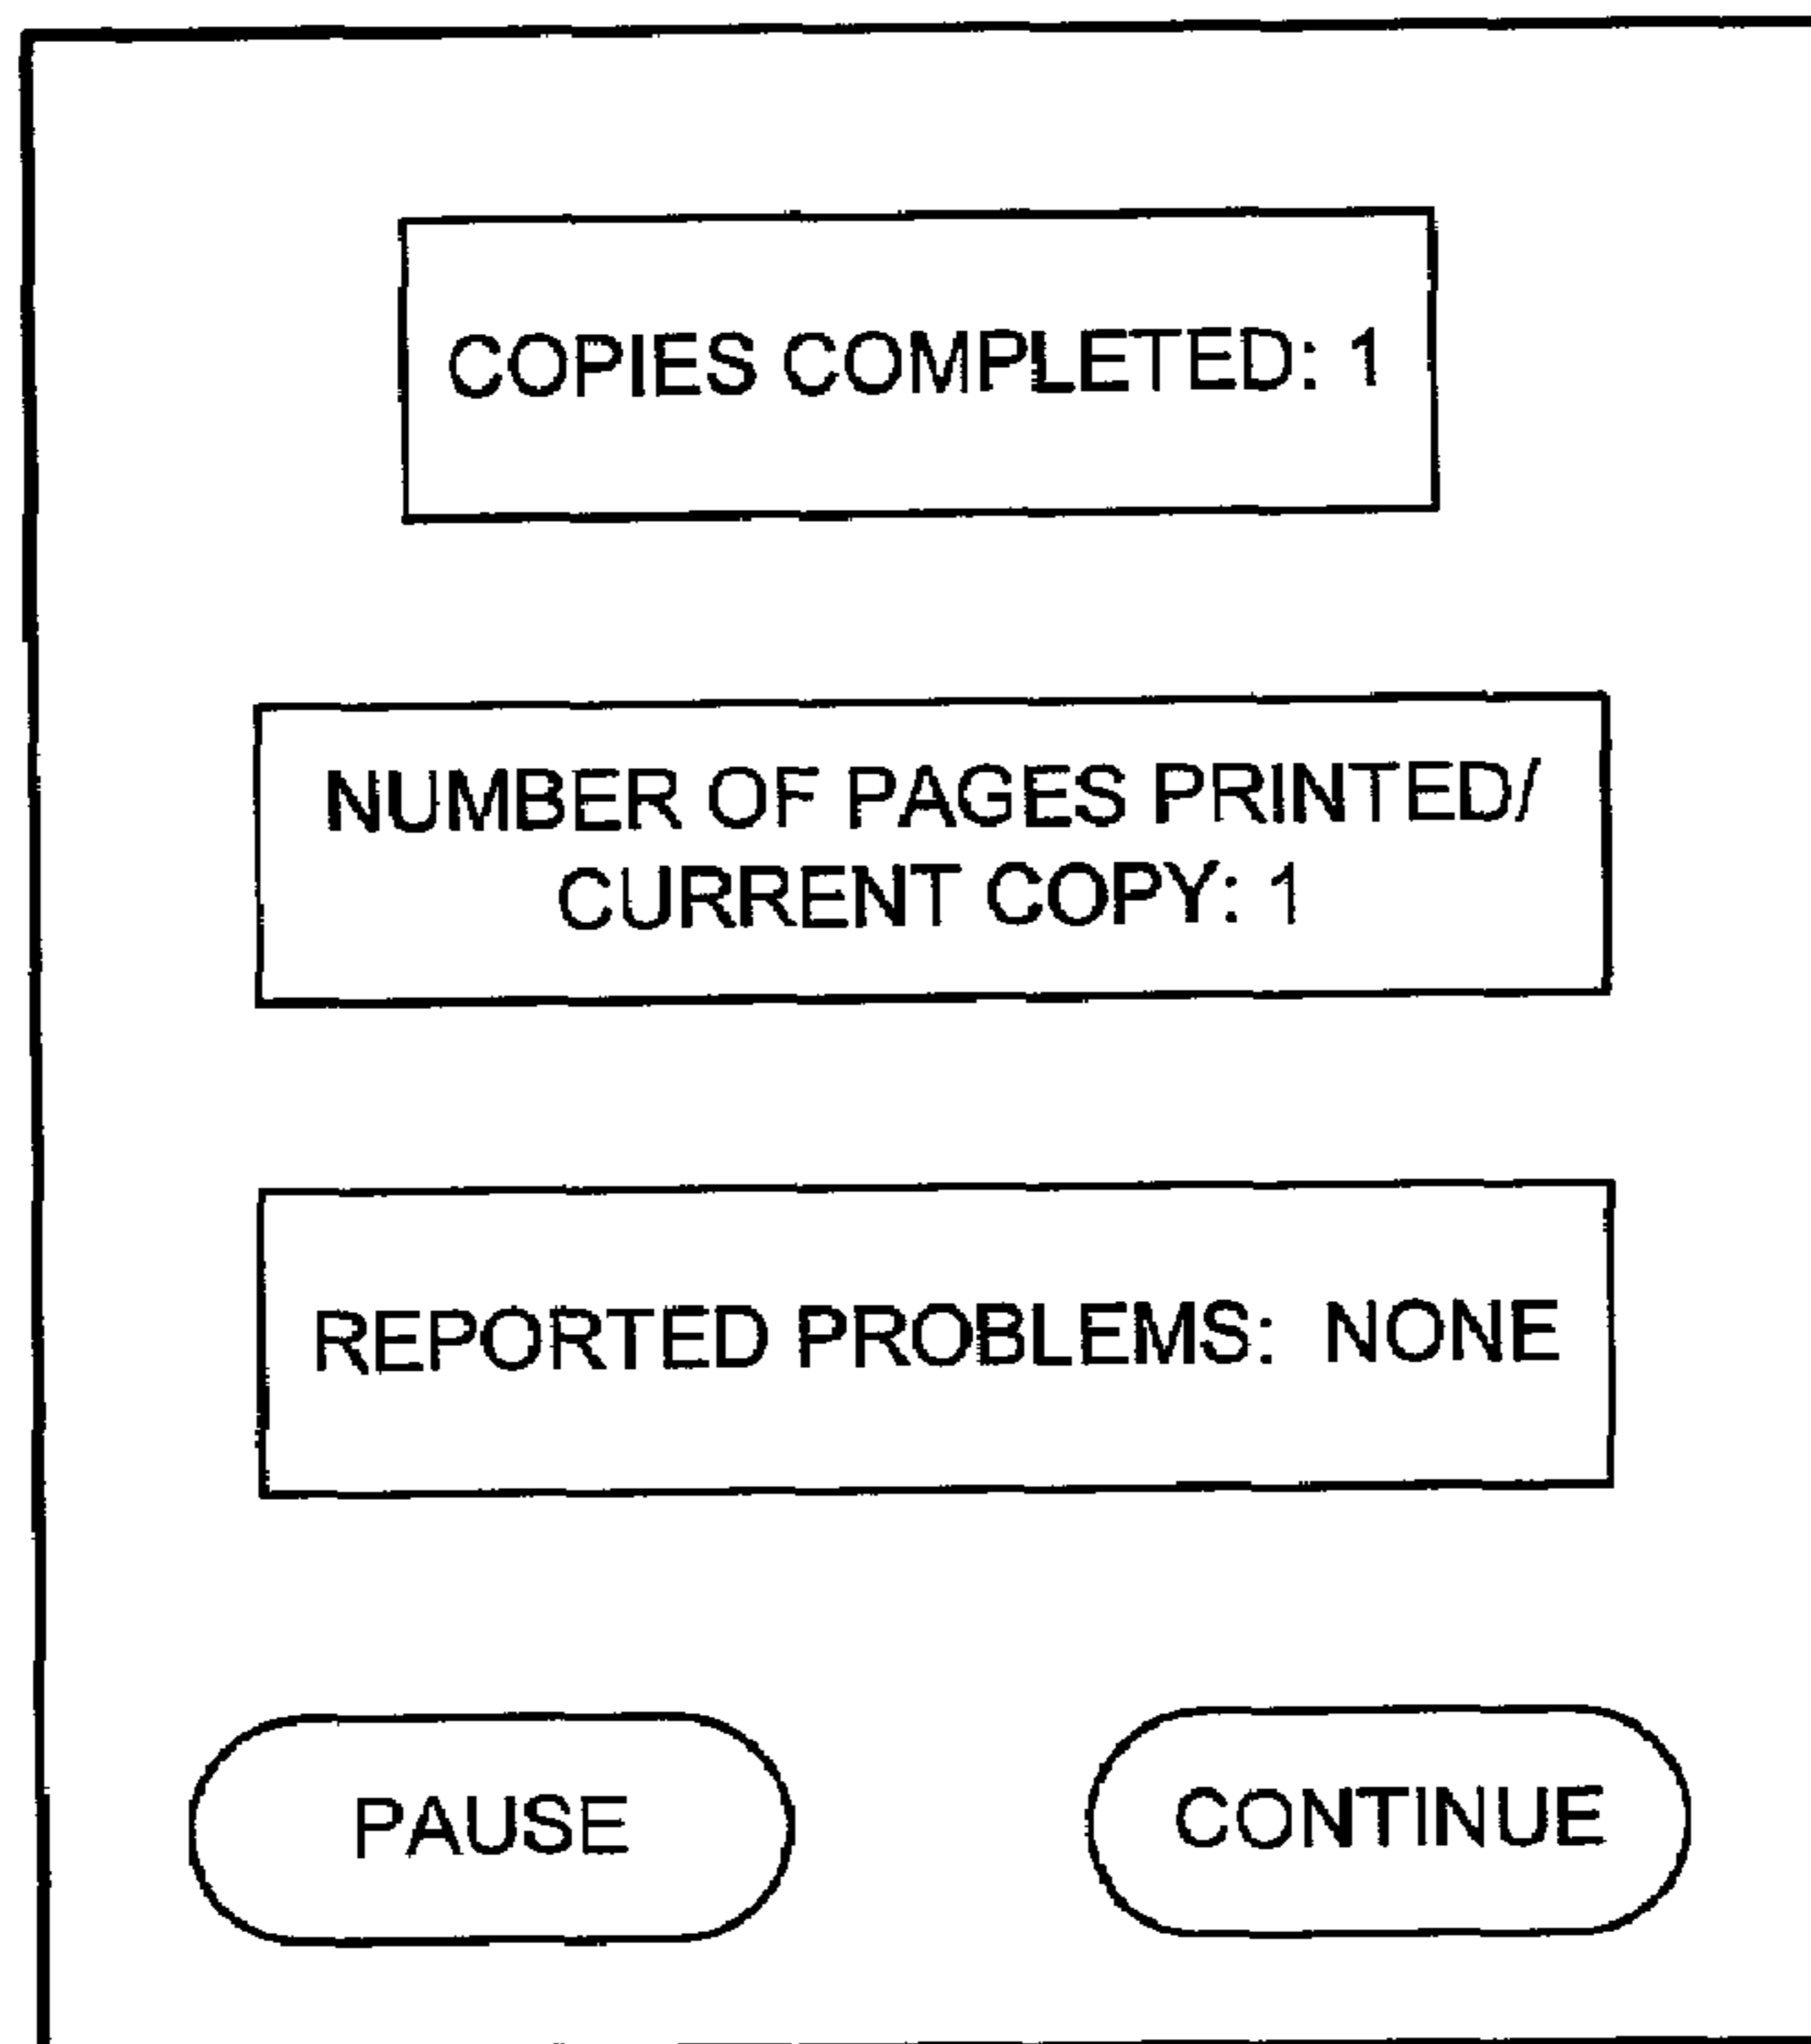 COPIES COMPLETED: 1
NUMBER OF PAGES PRINTED/
CURRENT COPY: 1
REPORTED PROBLEMS: NONE
PAUSE
CONTINUE